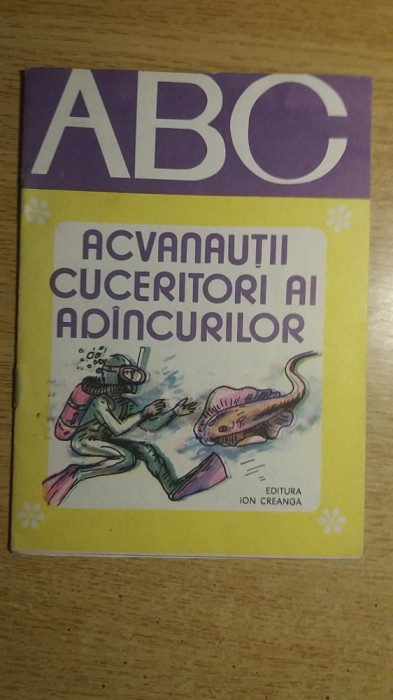 ABC
ACVANAUȚII
CUCERITORI AI
ADÎNCURILOR
EDITURA
ION CREANGĂ